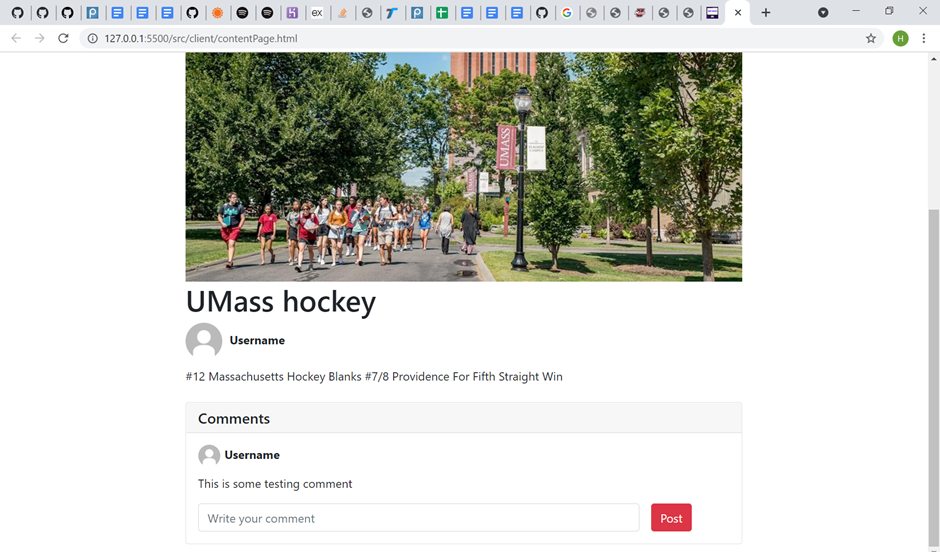 127.0.0.1:5500/src/client/contentPage.html
H
UMASS
UMass hockey
Username
#12 Massachusetts Hockey Blanks #7/8 Providence For Fifth Straight Win
Comments
Username
This is some testing comment
Write your comment
Post